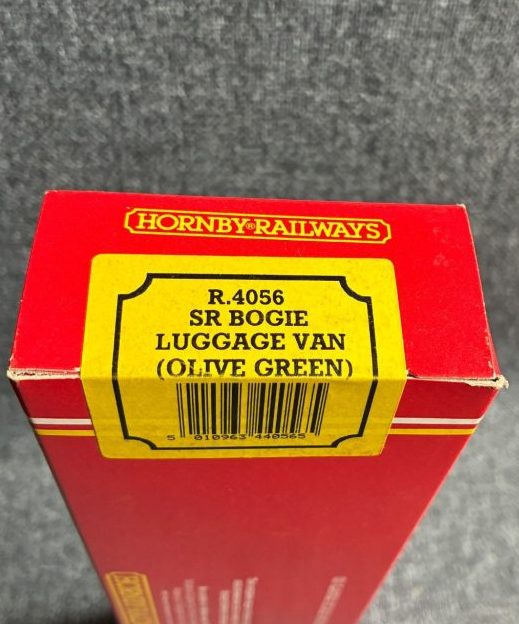 HORNBY® RAILWAYS
R.4056
SR BOGIE
LUGGAGE VAN
(OLIVE GREEN)
5 010963 440565